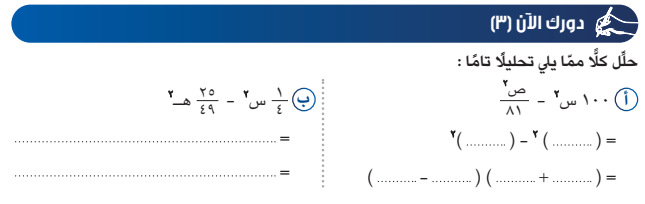 دورك الآن (٣)
حلِّل كلًّا ممّا يلي تحليلًا تامًا :
أ ١٠٠ س٢ - ص٢/٨١
= ( ........... )٢ - ( ........... )٢
= ( ........... + ........... ) ( ........... - ........... )
ب ١/٤ س٢ - ٢٥/٤٩ هـ٢
= ...........................................................
= ...........................................................